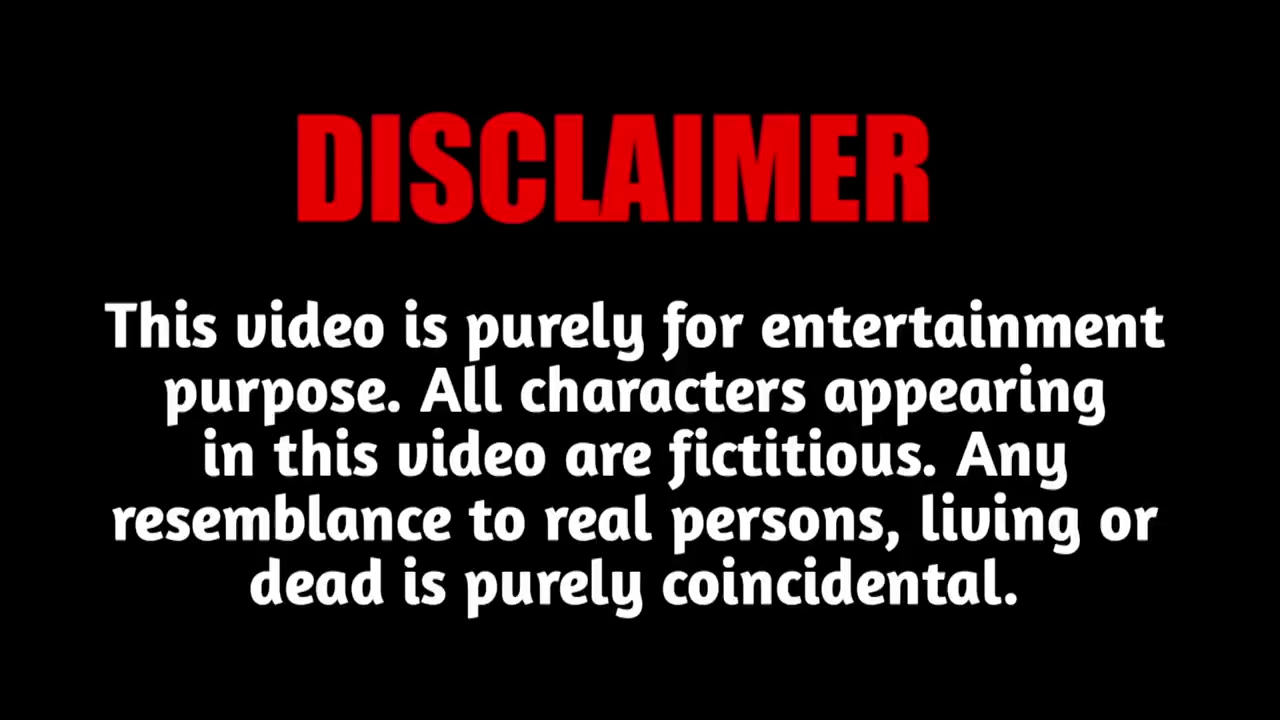 DISCLAIMER
This video is purely for entertainment
purpose. All characters appearing
in this video are fictitious. Any
resemblance to real persons, living or
dead is purely coincidental.